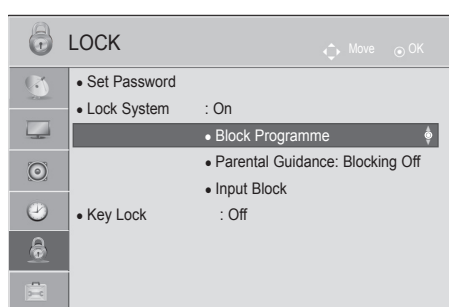 LOCK
Move OK
• Set Password
• Lock System : On
• Block Programme
• Parental Guidance: Blocking Off
• Input Block
• Key Lock : Off